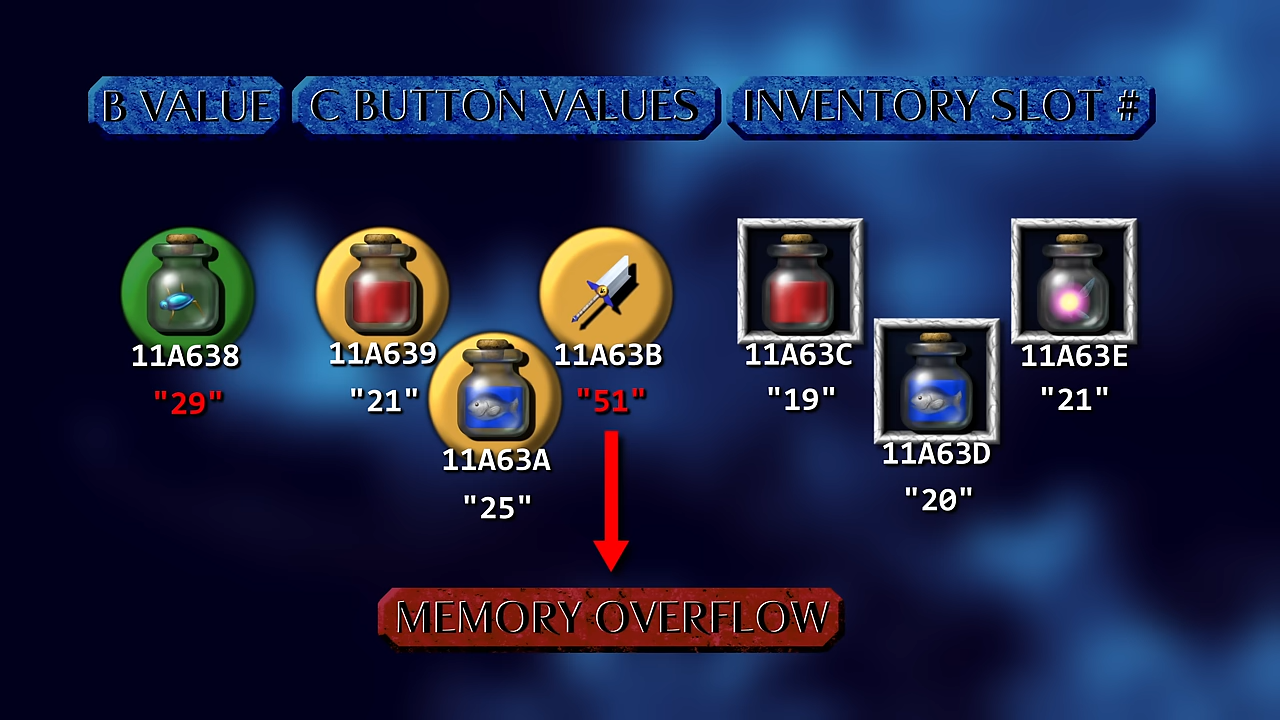 B VALUE
C BUTTON VALUES
INVENTORY SLOT #
11A638
"29"
11A639
"21"
11A63A
"25"
11A63B
"51"
11A63C
"19"
11A63D
"20"
11A63E
"21"
MEMORY OVERFLOW